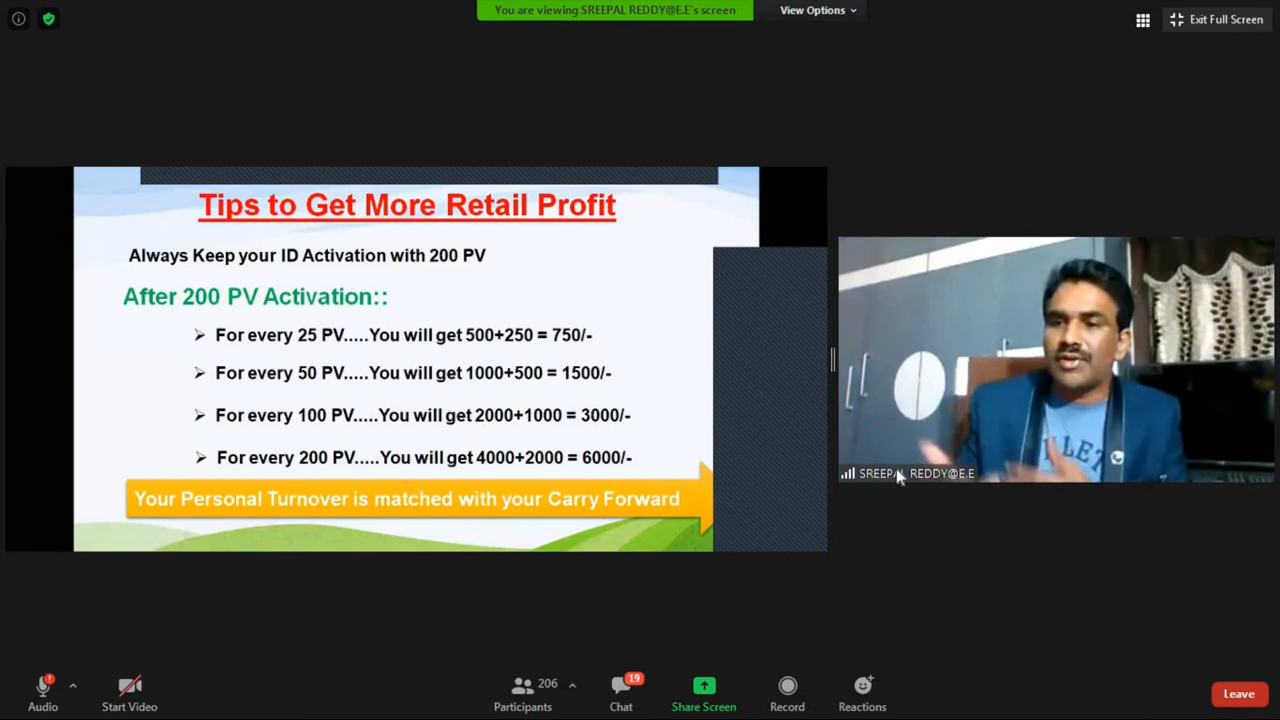 You are viewing SREEPAL REDDY@E.E's screen
View Options
Exit Full Screen
Tips to Get More Retail Profit
Always Keep your ID Activation with 200 PV
After 200 PV Activation::
For every 25 PV.....You will get 500+250 = 750/-
For every 50 PV.....You will get 1000+500 = 1500/-
For every 100 PV.....You will get 2000+1000 = 3000/-
For every 200 PV.....You will get 4000+2000 = 6000/-
Your Personal Turnover is matched with your Carry Forward
SREEPAL REDDY@E.E
Audio
Start Video
206
Participants
19
Chat
Share Screen
Record
Reactions
Leave